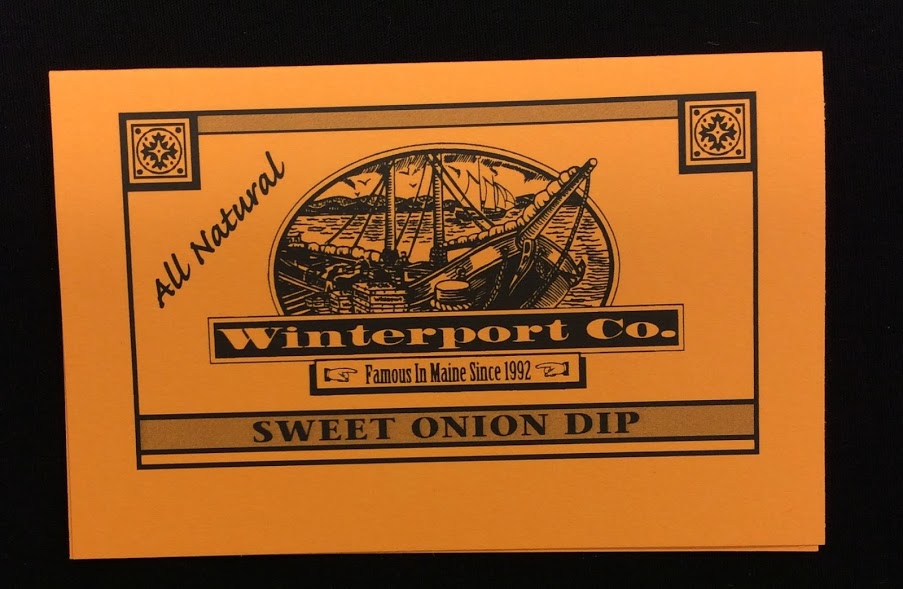 All Natural
Winterport Co.
Famous In Maine Since 1992
SWEET ONION DIP